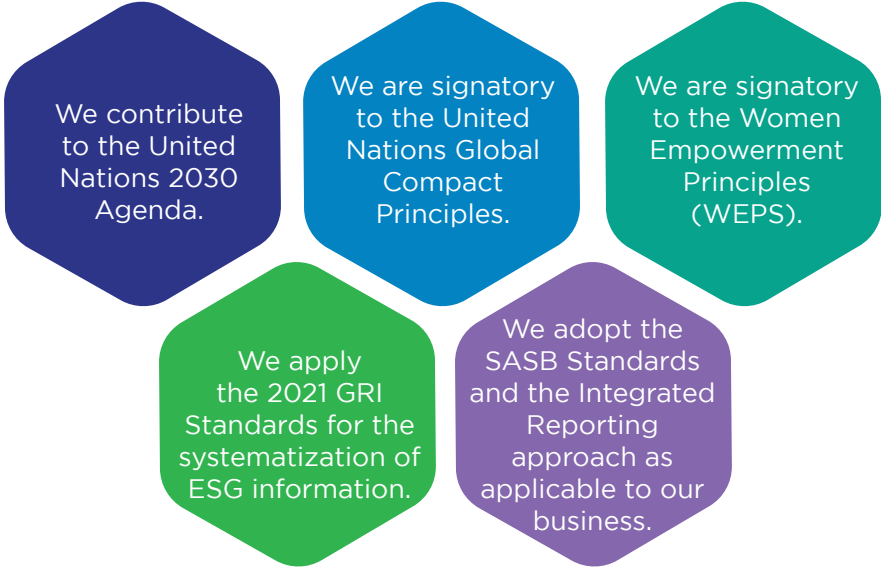 We contribute
to the United
Nations 2030
Agenda.
We are signatory
to the United
Nations Global
Compact
Principles.
We are signatory
to the Women
Empowerment
Principles
(WEPS).
We apply
the 2021 GRI
Standards for the
systematization of
ESG information.
We adopt the
SASB Standards
and the Integrated
Reporting
approach as
applicable to our
business.